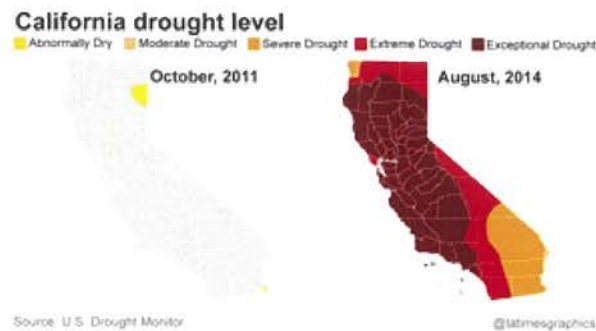 California drought level
Abnormally Dry Moderate Drought Severe Drought Extreme Drought Exceptional Drought
October, 2011 August, 2014
Source: U.S. Drought Monitor @latimesgraphics